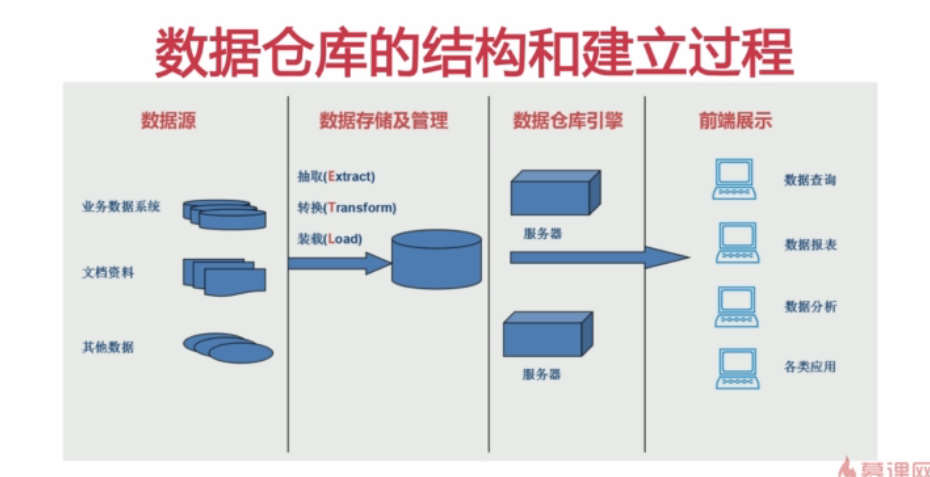 数据仓库的结构和建立过程
数据源
数据存储及管理
数据仓库引擎
前端展示
业务数据系统
文档资料
其他数据
抽取(Extract)
转换(Transform)
装载(Load)
服务器
服务器
数据查询
数据报表
数据分析
各类应用
慕课网